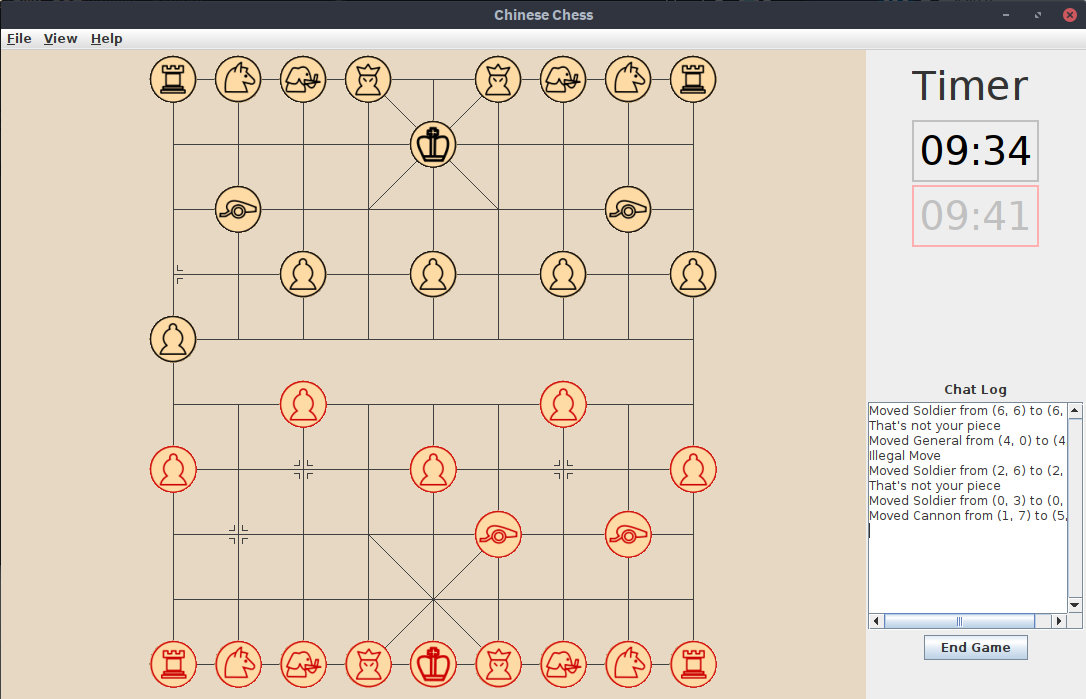 Chinese Chess
File View Help
Timer
09:34
09:41
Chat Log
Moved Soldier from (6, 6) to (6,
That's not your piece
Moved General from (4, 0) to (4
Illegal Move
Moved Soldier from (2, 6) to (2,
That's not your piece
Moved Soldier from (0, 3) to (0,
Moved Cannon from (1, 7) to (5,
End Game